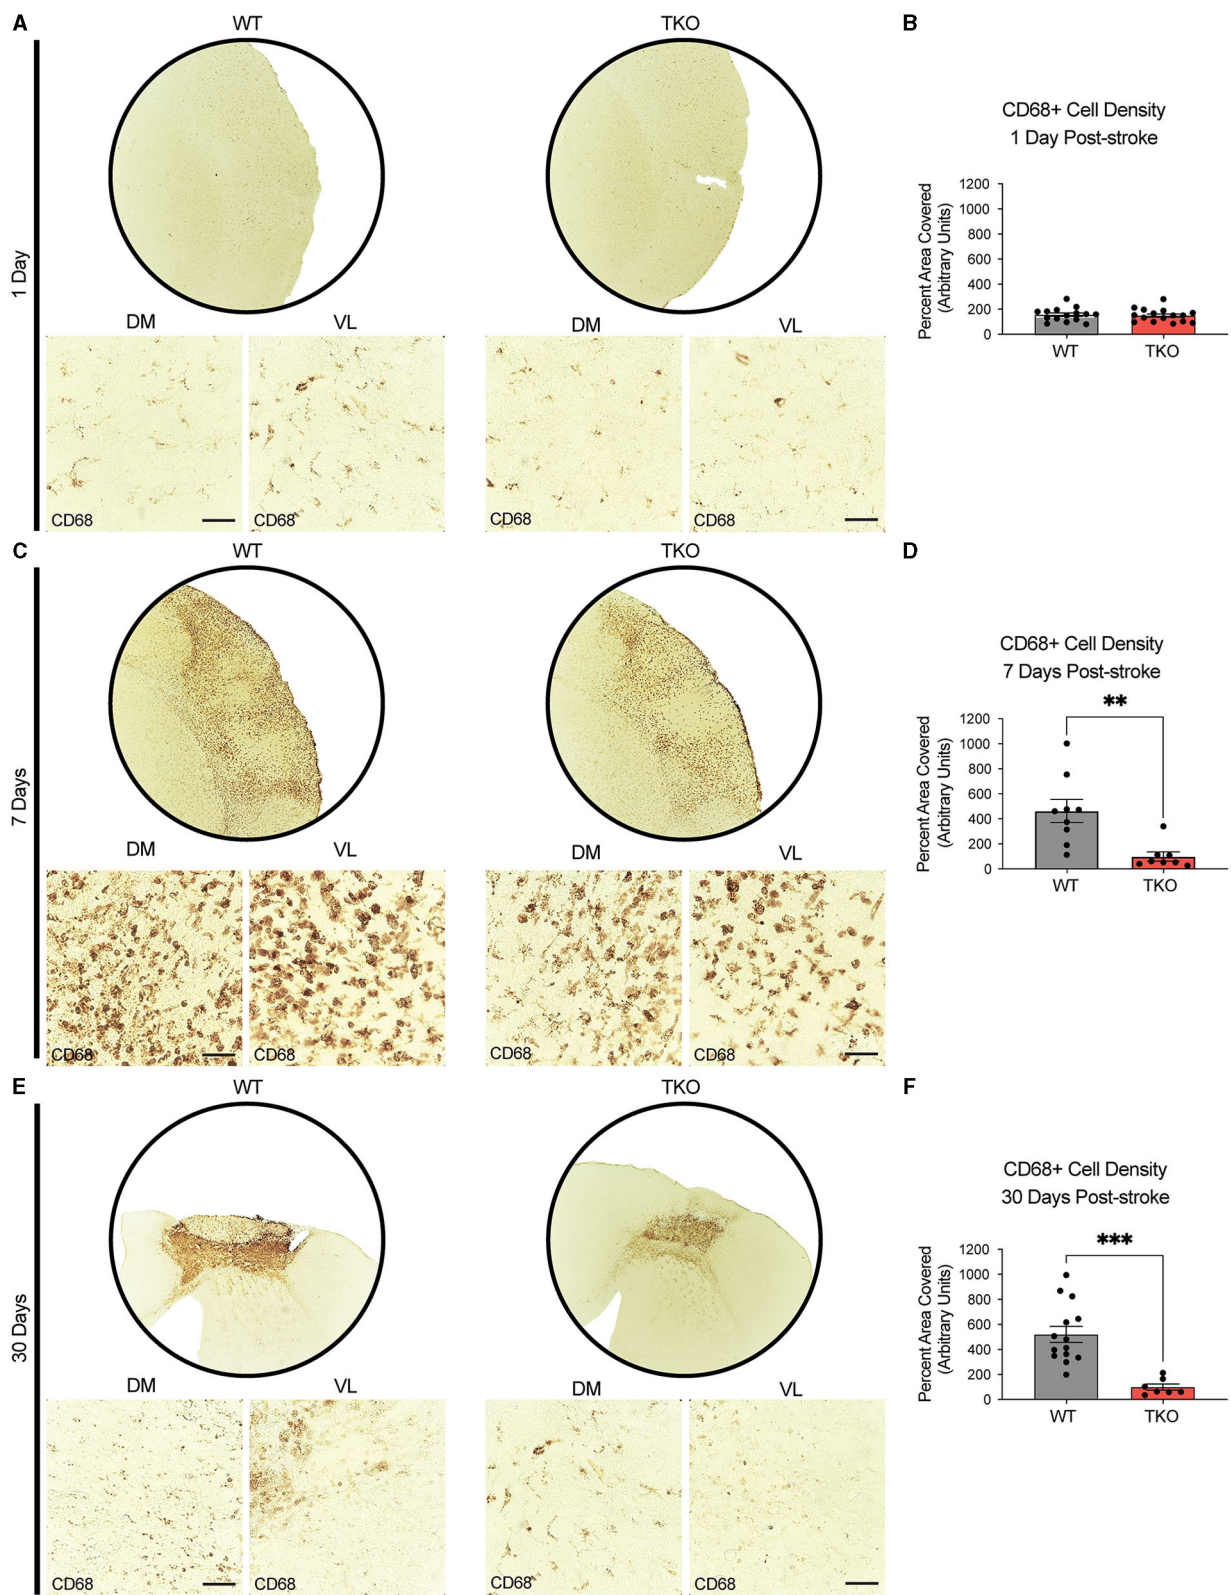 A
WT
TKO
B
1 Day
CD68+ Cell Density
1 Day Post-stroke
Percent Area Covered
(Arbitrary Units)
1200
1000
800
600
400
200
0
WT
TKO
DM
VL
DM
VL
CD68
CD68
CD68
CD68
C
WT
TKO
D
7 Days
CD68+ Cell Density
7 Days Post-stroke
**
Percent Area Covered
(Arbitrary Units)
1200
1000
800
600
400
200
0
WT
TKO
DM
VL
DM
VL
CD68
CD68
CD68
CD68
E
WT
TKO
F
30 Days
CD68+ Cell Density
30 Days Post-stroke
***
Percent Area Covered
(Arbitrary Units)
1200
1000
800
600
400
200
0
WT
TKO
DM
VL
DM
VL
CD68
CD68
CD68
CD68